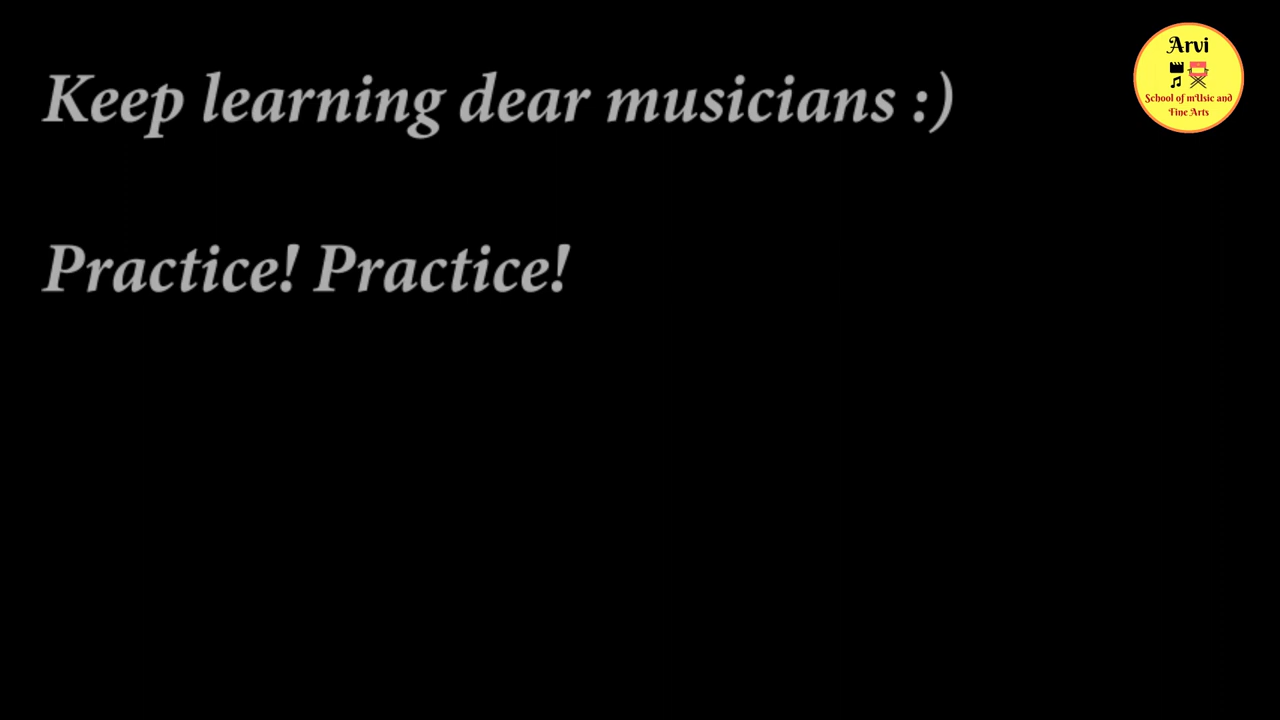 Keep learning dear musicians :)
Practice! Practice!
Arvi
School of mUsic and
Fine Arts